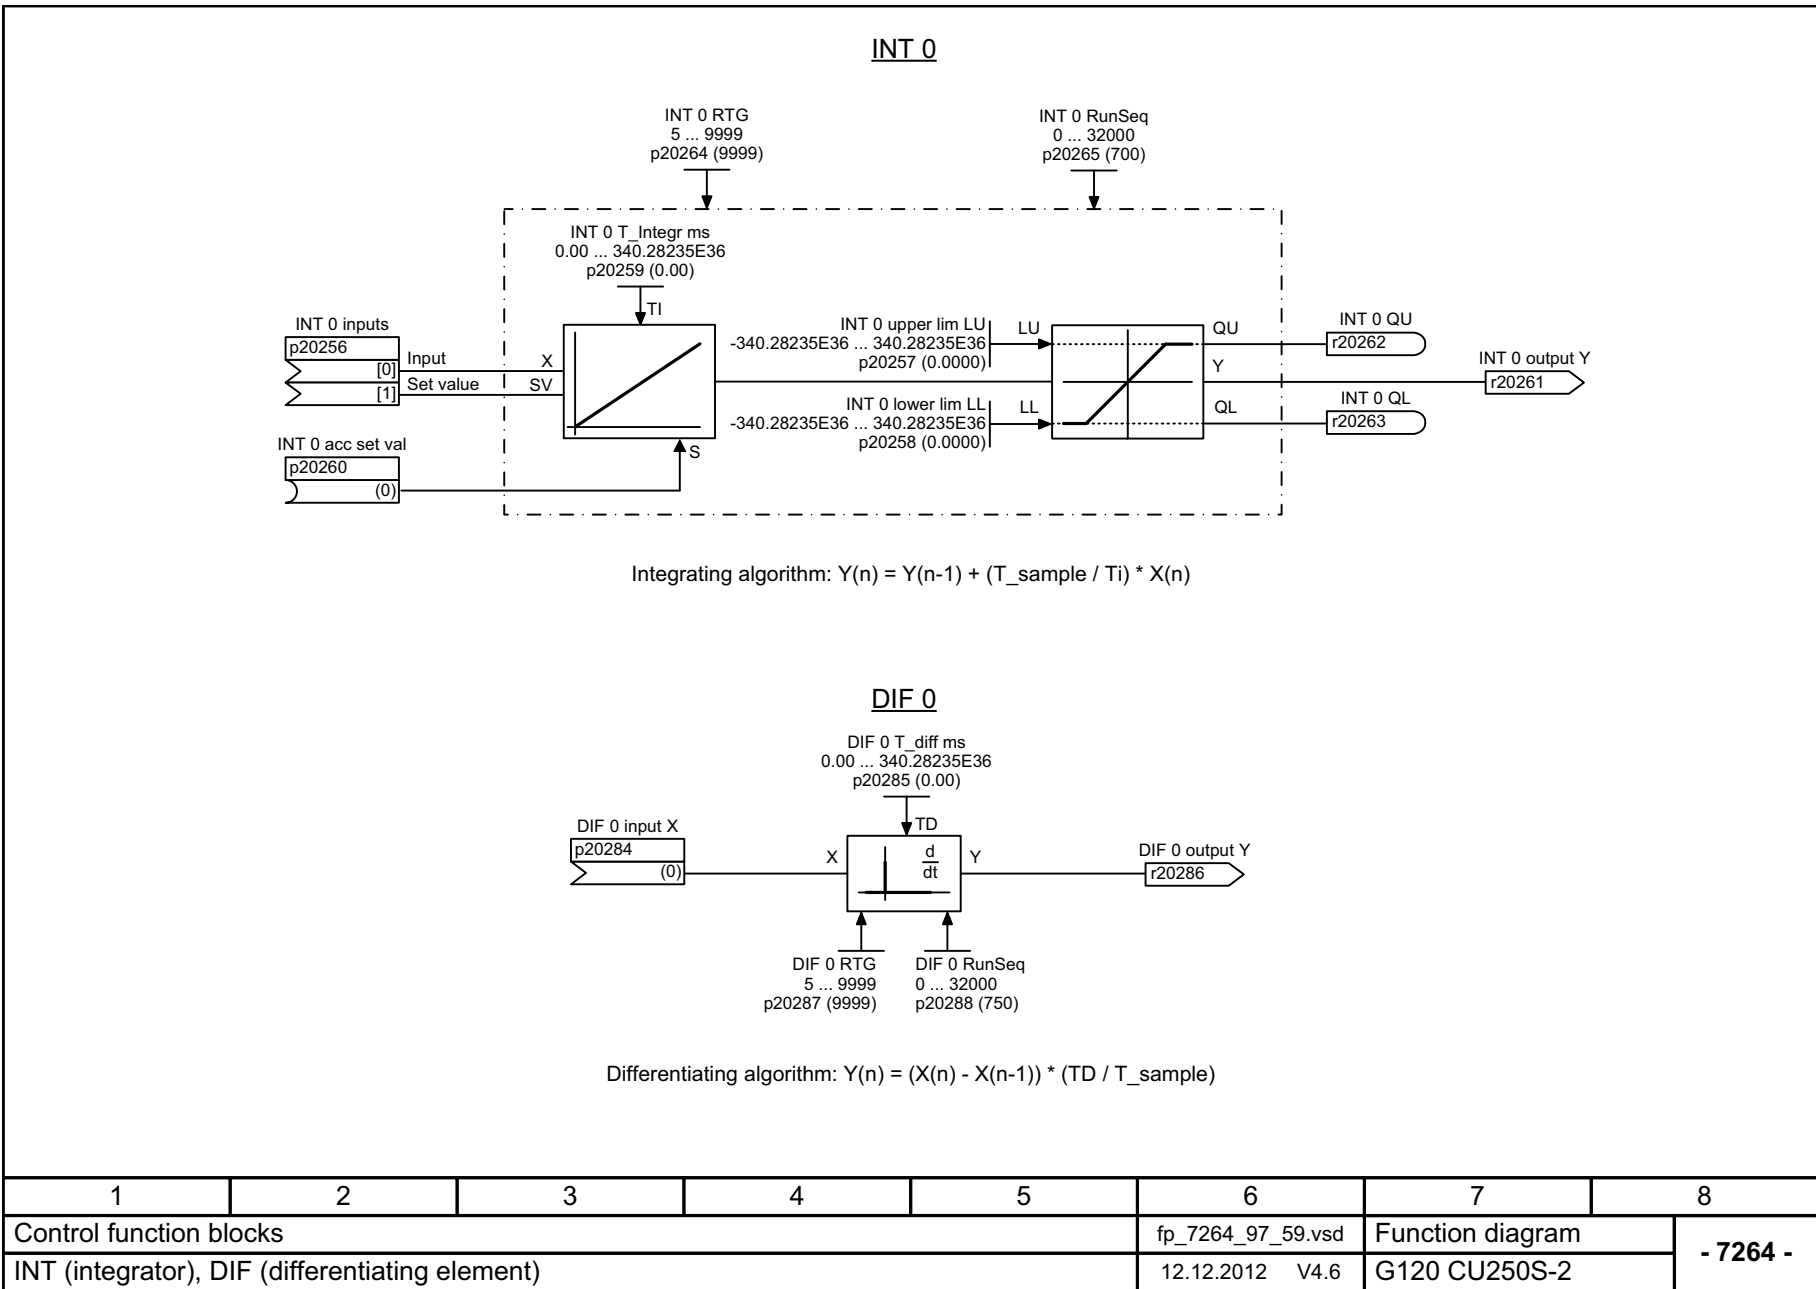 INT 0
INT 0 RTG
5 ... 9999
p20264 (9999)
INT 0 RunSeq
0 ... 32000
p20265 (700)
INT 0 T_Integr ms
0.00 ... 340.28235E36
p20259 (0.00)
TI
INT 0 inputs
p20256
[0]
[1]
Input
Set value
X
SV
INT 0 upper lim LU
-340.28235E36 ... 340.28235E36
p20257 (0.0000)
LU
INT 0 lower lim LL
-340.28235E36 ... 340.28235E36
p20258 (0.0000)
LL
QU
Y
QL
INT 0 QU
r20262
INT 0 output Y
r20261
INT 0 QL
r20263
INT 0 acc set val
p20260
(0)
S
Integrating algorithm: Y(n) = Y(n-1) + (T_sample / Ti) * X(n)
DIF 0
DIF 0 T_diff ms
0.00 ... 340.28235E36
p20285 (0.00)
TD
DIF 0 input X
p20284
(0)
X
d
dt
Y
DIF 0 output Y
r20286
DIF 0 RTG
5 ... 9999
p20287 (9999)
DIF 0 RunSeq
0 ... 32000
p20288 (750)
Differentiating algorithm: Y(n) = (X(n) - X(n-1)) * (TD / T_sample)
1 2 3 4 5 6 7 8
Control function blocks
fp_7264_97_59.vsd
Function diagram
- 7264 -
INT (integrator), DIF (differentiating element)
12.12.2012 V4.6
G120 CU250S-2